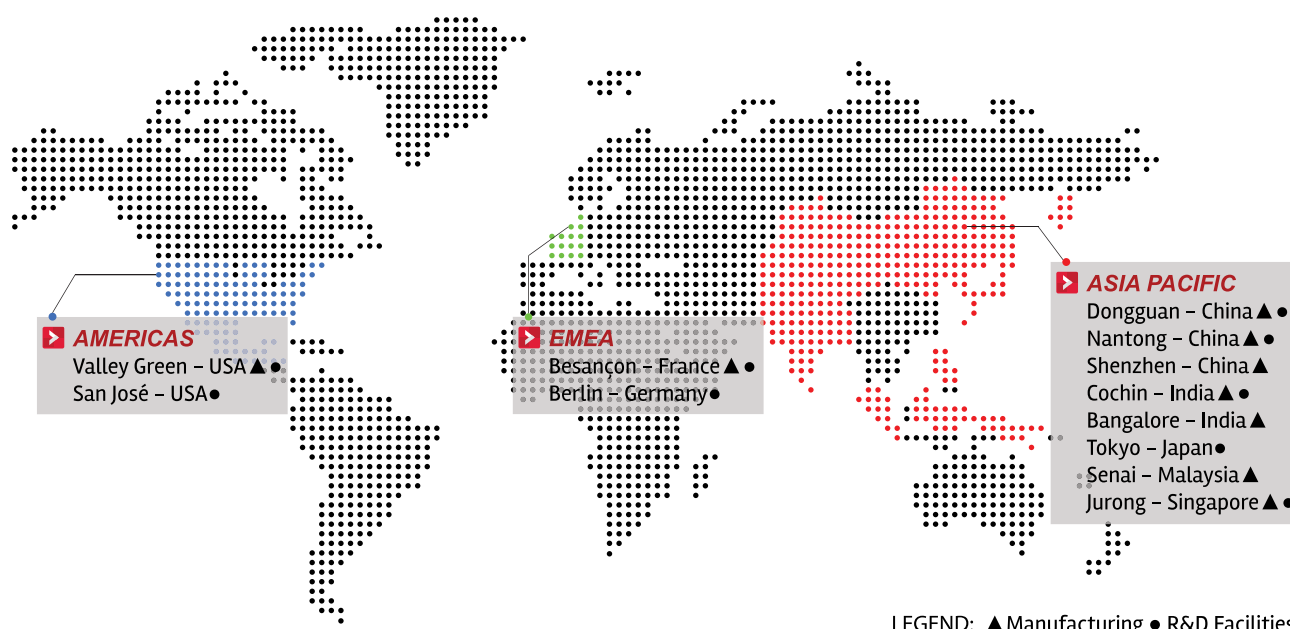 AMERICAS
Valley Green – USA ▲ ●
San José – USA ●
EMEA
Besançon – France ▲ ●
Berlin – Germany ●
ASIA PACIFIC
Dongguan – China ▲ ●
Nantong – China ▲ ●
Shenzhen – China ▲
Cochin – India ▲ ●
Bangalore – India ▲
Tokyo – Japan ●
Senai – Malaysia ▲
Jurong – Singapore ▲ ●
LEGEND: ▲ Manufacturing ● R&D Facilities